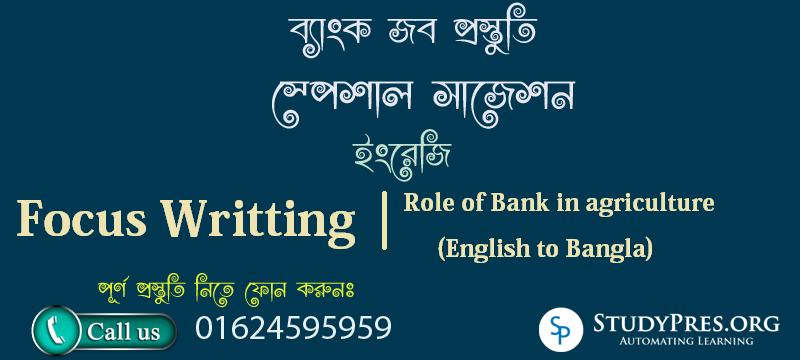 ব্যাংক জব প্রস্তুতি
স্পেশাল সাজেশন
ইংরেজি
Focus Writting
Role of Bank in agriculture
(English to Bangla)
পূর্ণ প্রস্তুতি নিতে ফোন করুনঃ
Call us 01624595959
SP StudyPres.org
Automating Learning